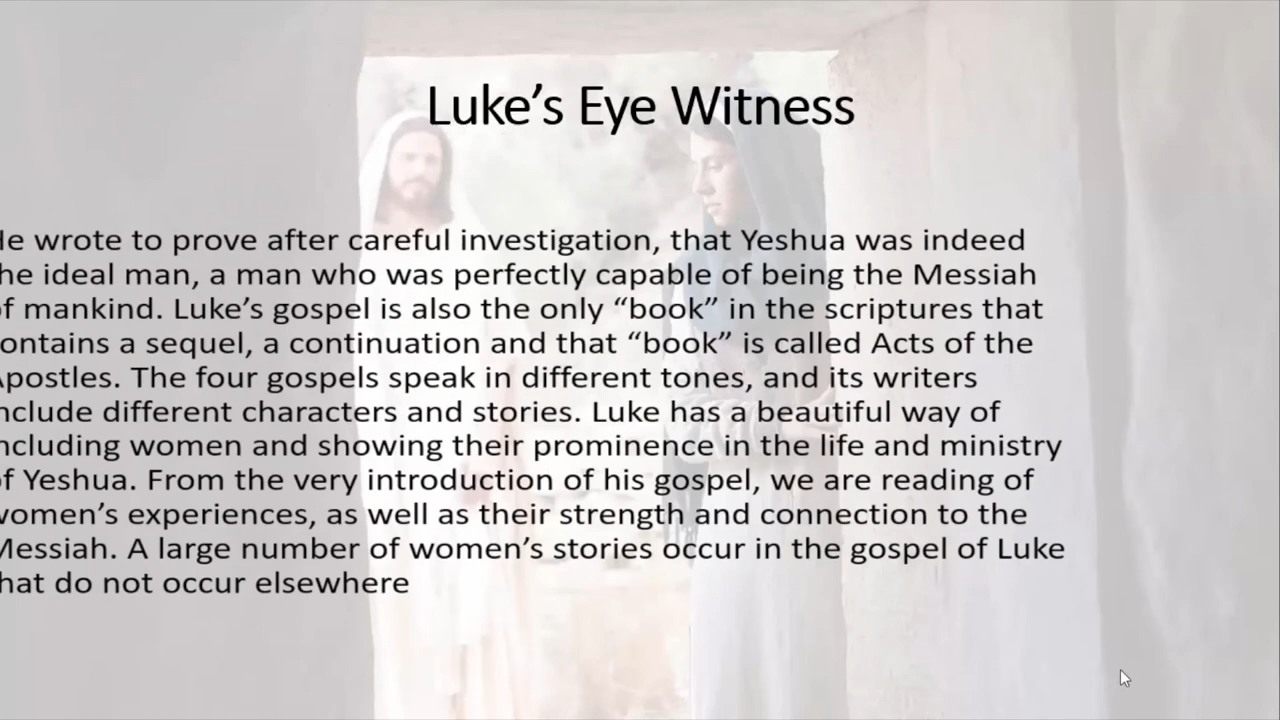 Luke’s Eye Witness
He wrote to prove after careful investigation, that Yeshua was indeed
the ideal man, a man who was perfectly capable of being the Messiah
of mankind. Luke’s gospel is also the only “book” in the scriptures that
contains a sequel, a continuation and that “book” is called Acts of the
Apostles. The four gospels speak in different tones, and its writers
include different characters and stories. Luke has a beautiful way of
including women and showing their prominence in the life and ministry
of Yeshua. From the very introduction of his gospel, we are reading of
women’s experiences, as well as their strength and connection to the
Messiah. A large number of women’s stories occur in the gospel of Luke
that do not occur elsewhere